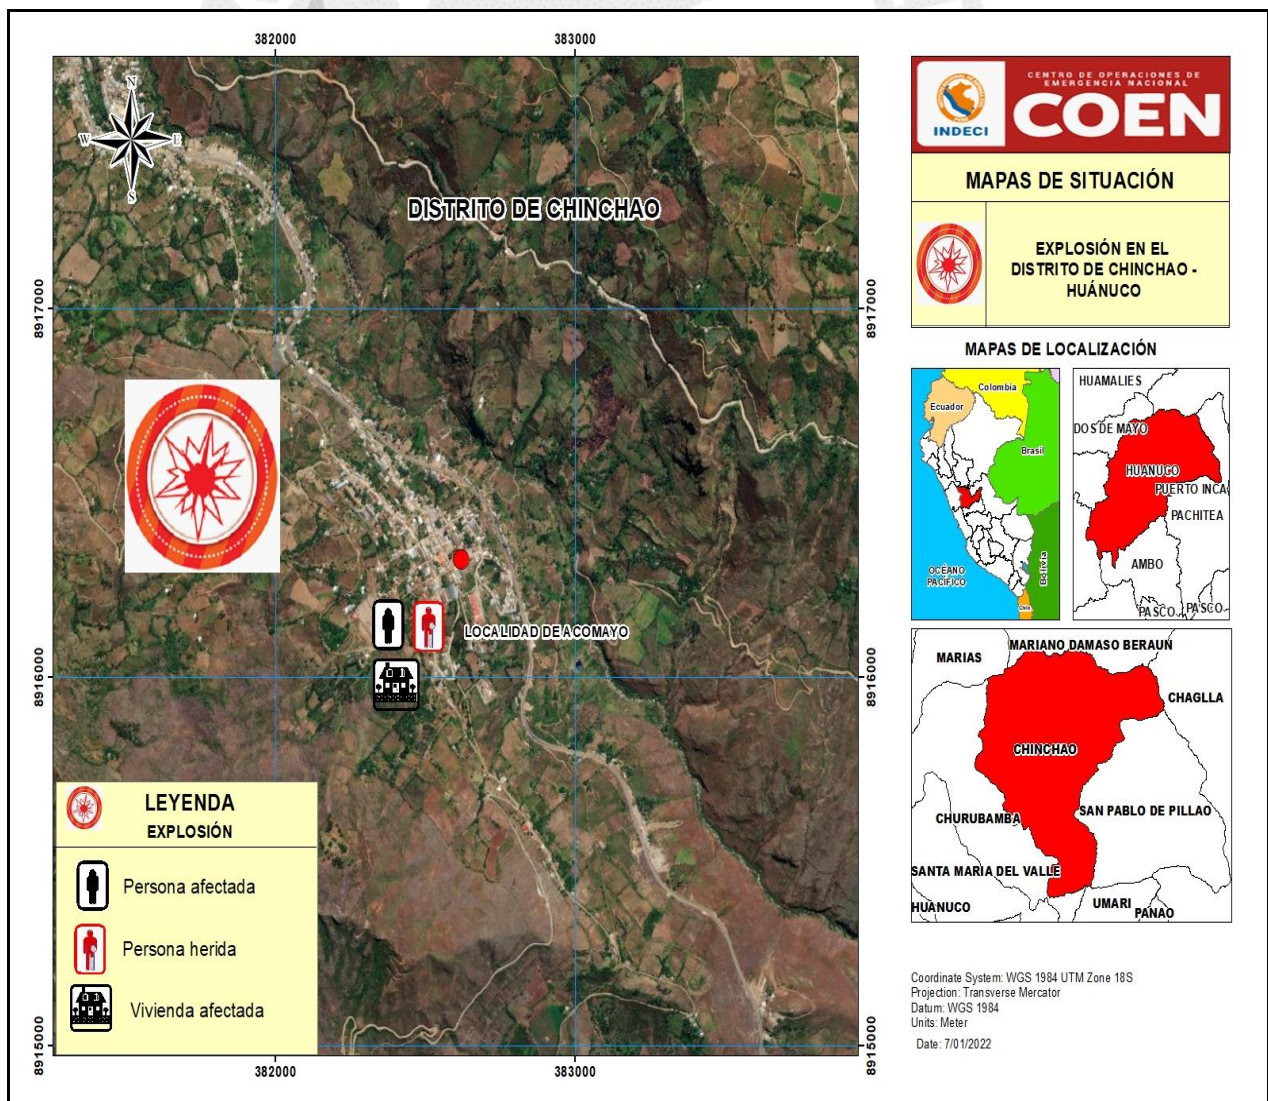 382000
383000
N
W
E
S
DISTRITO DE CHINCHAO
8917000
8917000
LOCALIDAD DE ACOMAYO
8916000
8916000
LEYENDA
EXPLOSIÓN
Persona afectada
Persona herida
Vivienda afectada
8915000
8915000
382000
383000
INDECI
CENTRO DE OPERACIONES DE
EMERGENCIA NACIONAL
COEN
MAPAS DE SITUACIÓN
EXPLOSIÓN EN EL
DISTRITO DE CHINCHAO -
HUÁNUCO
MAPAS DE LOCALIZACIÓN
Colombia
Ecuador
Brasil
OCÉANO
PACÍFICO
Bolivia
Chile
HUAMALIES
DOS DE MAYO
HUANUCO
PUERTO INCA
PACHITEA
AMBO
PASCO
PASCO
MARIANO DAMASO BERAUN
MARIAS
CHAGLLA
CHINCHAO
SAN PABLO DE PILLAO
CHURUBAMBA
SANTA MARIA DEL VALLE
UMARI
HUANUCO
PANAO
Coordinate System: WGS 1984 UTM Zone 18S
Projection: Transverse Mercator
Datum: WGS 1984
Units: Meter
Date: 7/01/2022